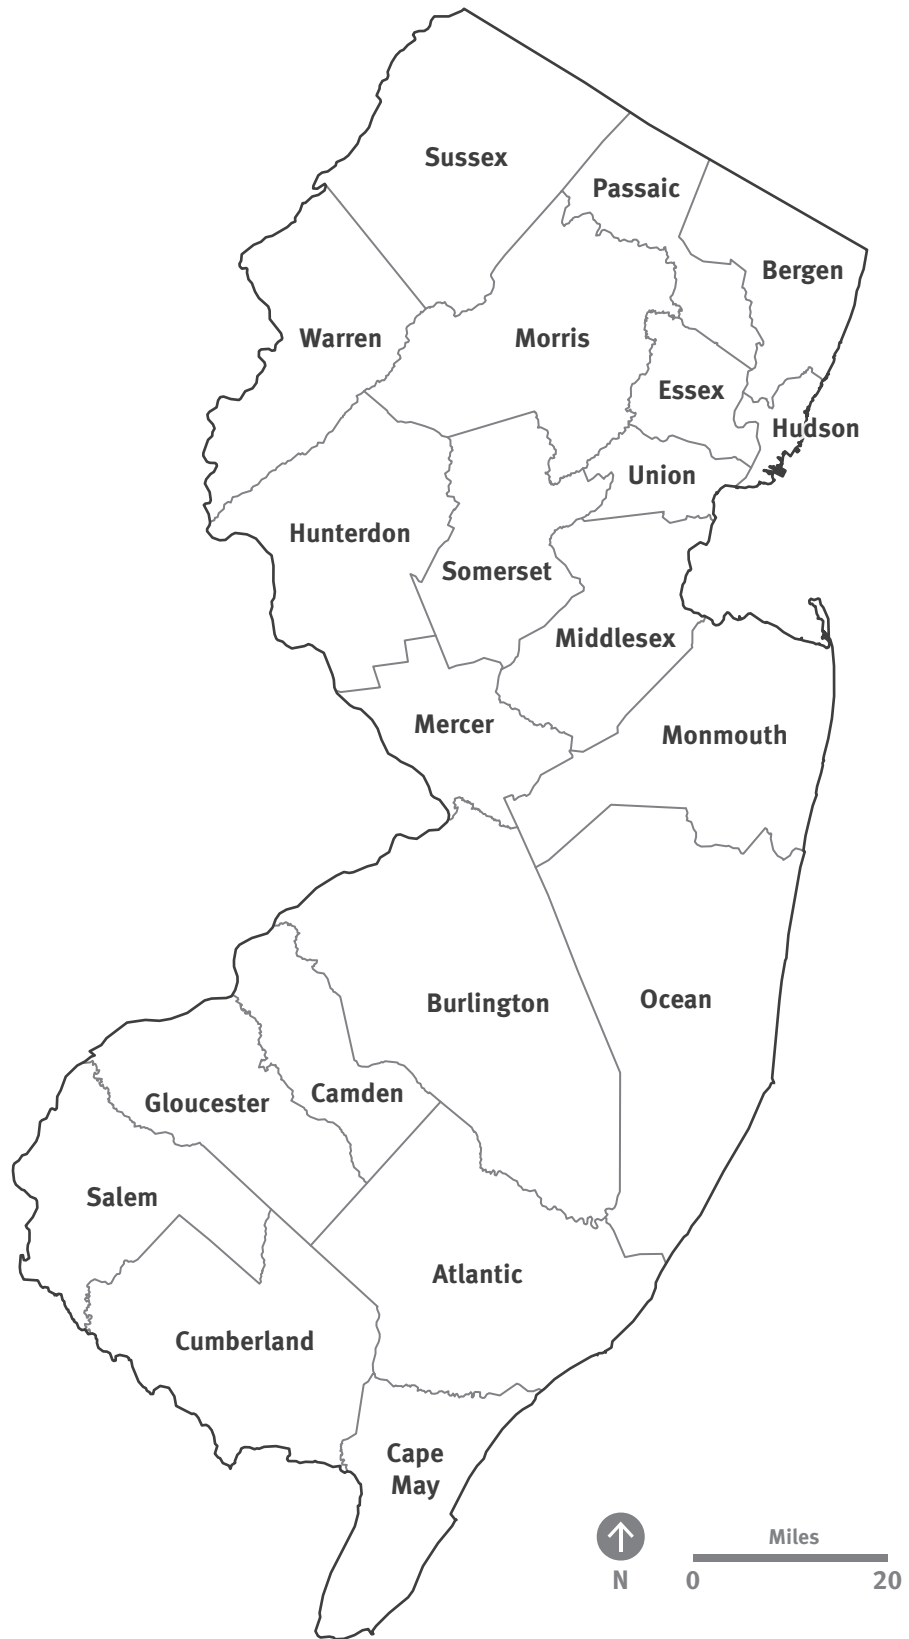 Sussex
Passaic
Bergen
Warren
Morris
Essex
Hudson
Union
Hunterdon
Somerset
Middlesex
Mercer
Monmouth
Burlington
Ocean
Camden
Gloucester
Salem
Atlantic
Cumberland
Cape
May
Miles
N
0
20